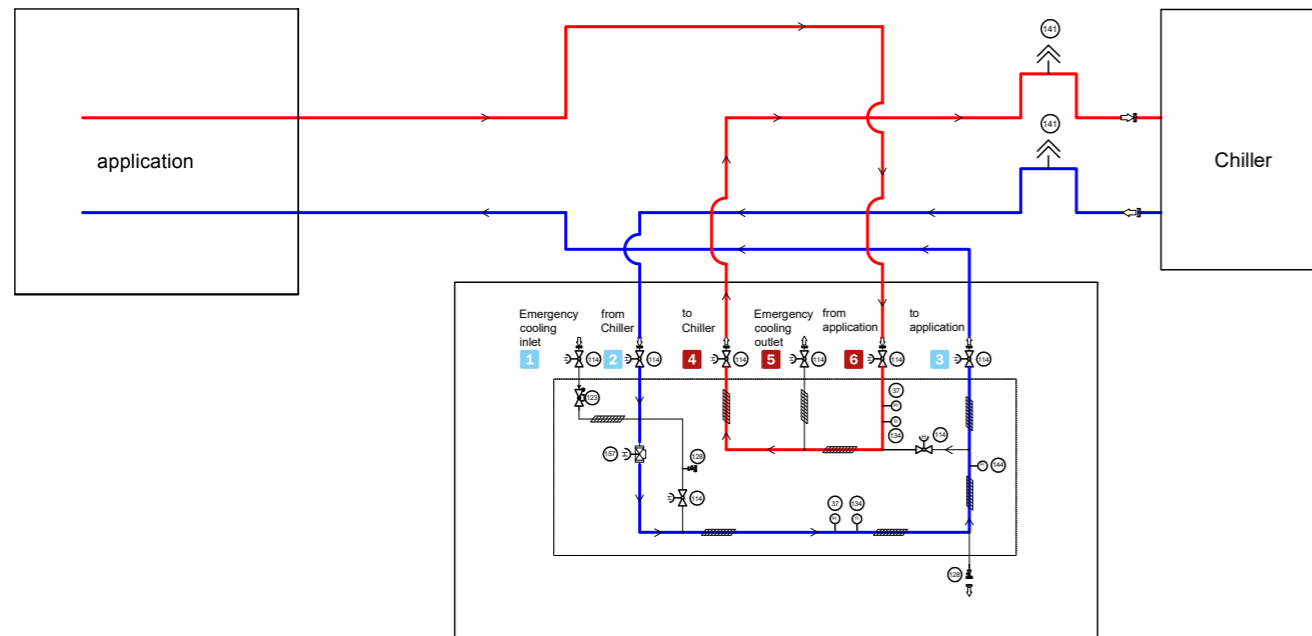 141
141
application
Chiller
Emergency
cooling
inlet
1
from
Chiller
2
to
Chiller
4
Emergency
cooling
outlet
5
from
application
6
to
application
3
114
114
114
114
114
114
123
37
134
114
157
128
144
114
37
134
128